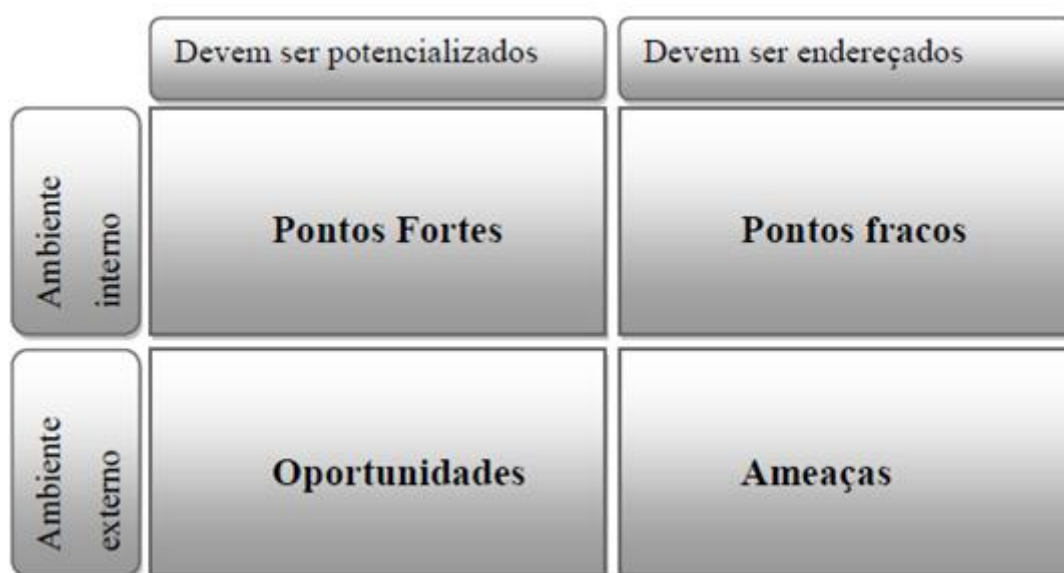 Devem ser potencializados
Devem ser endereçados
Ambiente
interno
Pontos Fortes
Pontos fracos
Ambiente
externo
Oportunidades
Ameaças